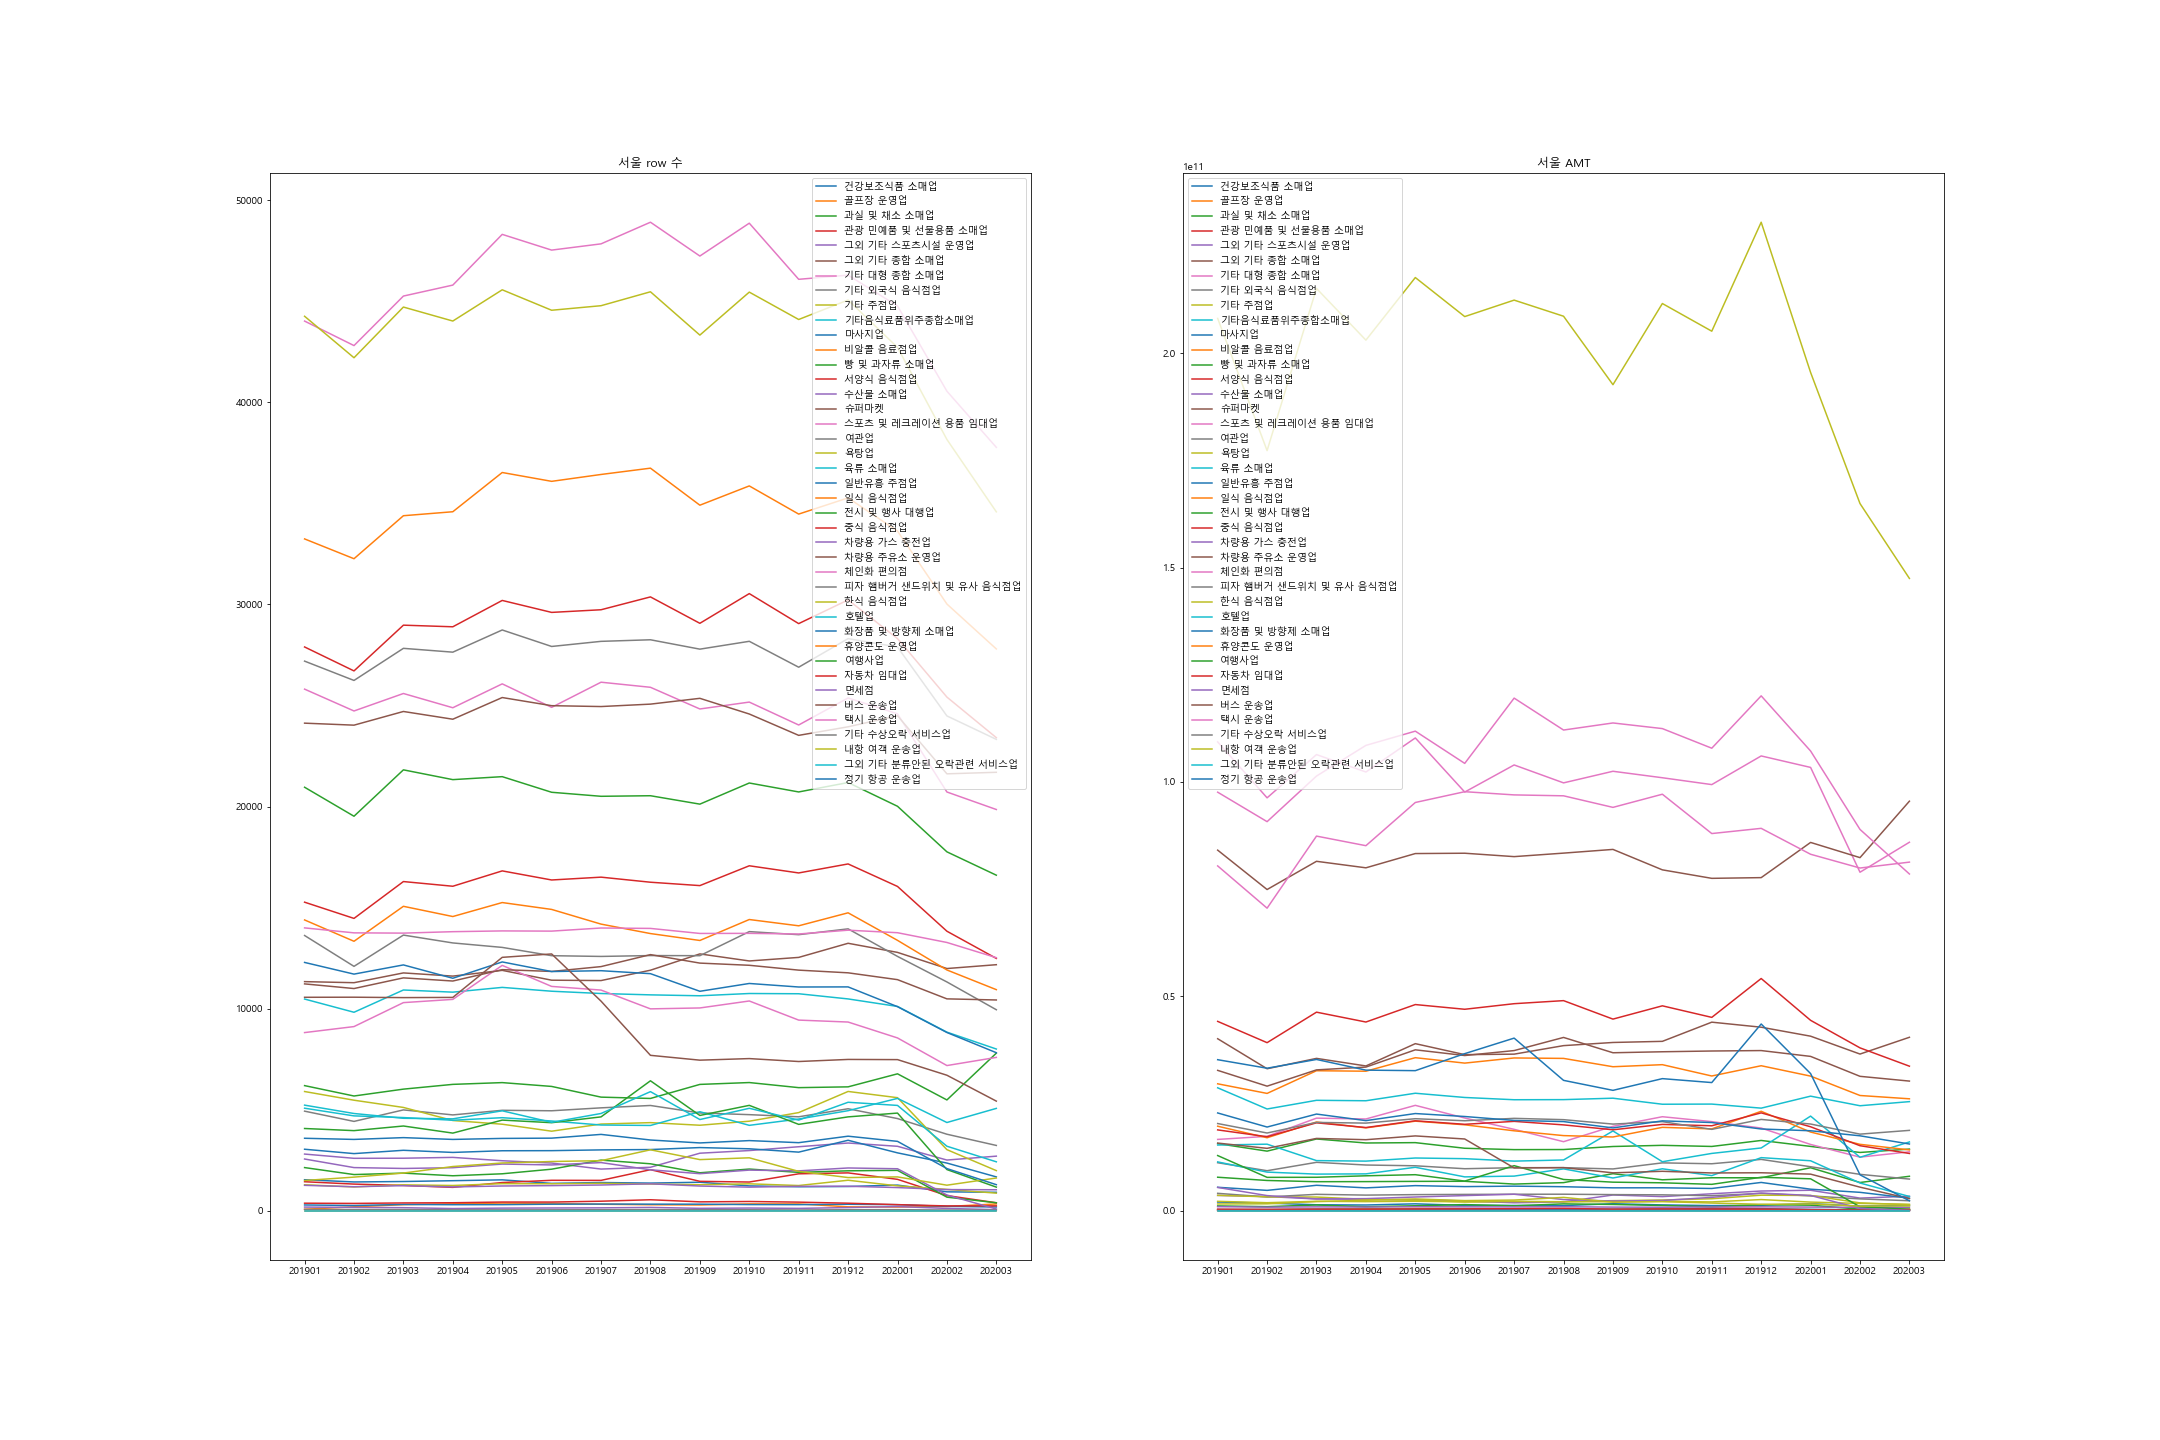 서울 row 수
50000
40000
30000
20000
10000
0
201901 201902 201903 201904 201905 201906 201907 201908 201909 201910 201911 201912 202001 202002 202003
건강보조식품 소매업
골프장 운영업
과실 및 채소 소매업
관광 민예품 및 선물용품 소매업
그외 기타 스포츠시설 운영업
그외 기타 종합 소매업
기타 대형 종합 소매업
기타 외국식 음식점업
기타 주점업
기타음식료품위주종합소매업
마사지업
비알콜 음료점업
빵 및 과자류 소매업
서양식 음식점업
수산물 소매업
슈퍼마켓
스포츠 및 레크레이션 용품 임대업
여관업
욕탕업
육류 소매업
일반유흥 주점업
일식 음식점업
전시 및 행사 대행업
중식 음식점업
차량용 가스 충전업
차량용 주유소 운영업
체인화 편의점
피자 햄버거 샌드위치 및 유사 음식점업
한식 음식점업
호텔업
화장품 및 방향제 소매업
휴양콘도 운영업
여행사업
자동차 임대업
면세점
버스 운송업
택시 운송업
기타 수상오락 서비스업
내항 여객 운송업
그외 기타 분류안된 오락관련 서비스업
정기 항공 운송업
서울 AMT
1e11
2.0
1.5
1.0
0.5
0.0
201901 201902 201903 201904 201905 201906 201907 201908 201909 201910 201911 201912 202001 202002 202003
건강보조식품 소매업
골프장 운영업
과실 및 채소 소매업
관광 민예품 및 선물용품 소매업
그외 기타 스포츠시설 운영업
그외 기타 종합 소매업
기타 대형 종합 소매업
기타 외국식 음식점업
기타 주점업
기타음식료품위주종합소매업
마사지업
비알콜 음료점업
빵 및 과자류 소매업
서양식 음식점업
수산물 소매업
슈퍼마켓
스포츠 및 레크레이션 용품 임대업
여관업
욕탕업
육류 소매업
일반유흥 주점업
일식 음식점업
전시 및 행사 대행업
중식 음식점업
차량용 가스 충전업
차량용 주유소 운영업
체인화 편의점
피자 햄버거 샌드위치 및 유사 음식점업
한식 음식점업
호텔업
화장품 및 방향제 소매업
휴양콘도 운영업
여행사업
자동차 임대업
면세점
버스 운송업
택시 운송업
기타 수상오락 서비스업
내항 여객 운송업
그외 기타 분류안된 오락관련 서비스업
정기 항공 운송업